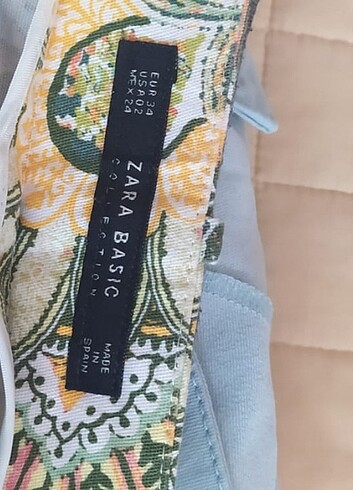 EUR 34
USA 02
MEX 24
ZARA BASIC
COLLECTION
MADE
IN
SPAIN